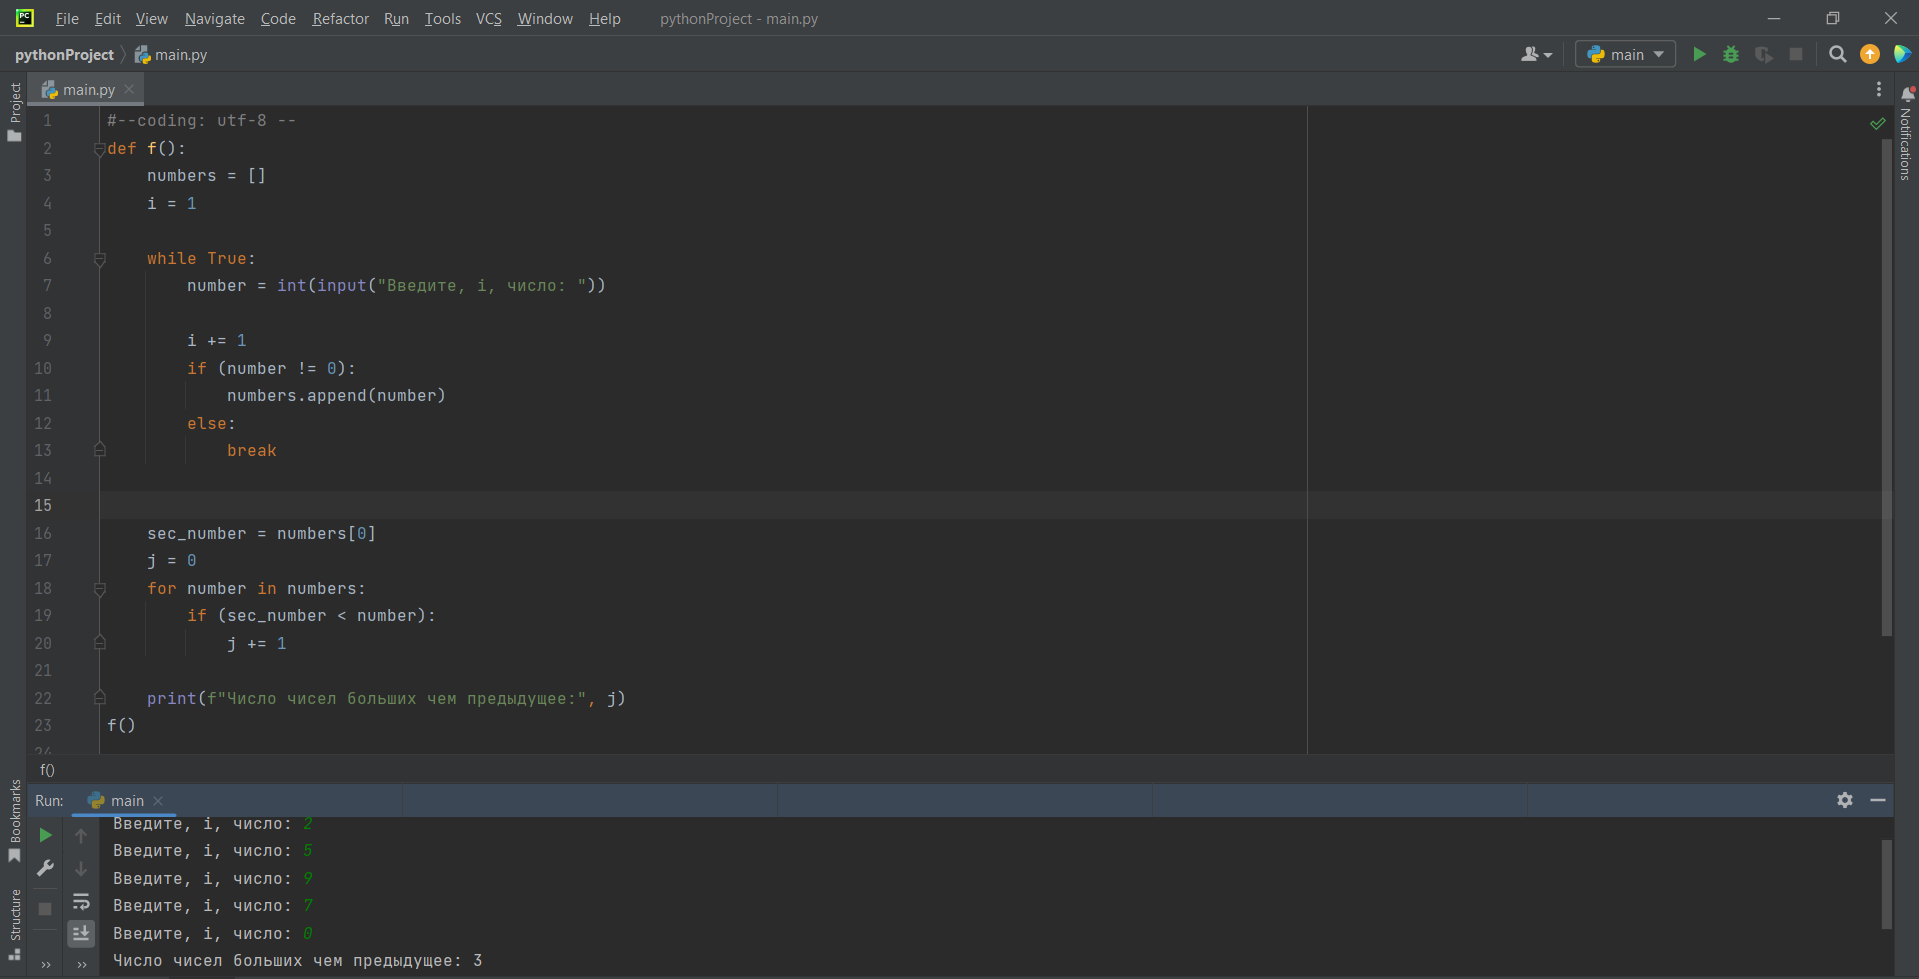 File Edit View Navigate Code Refactor Run Tools VCS Window Help pythonProject - main.py
pythonProject main.py main
main.py
Project
Notifications
1 #--coding: utf-8 --
2 def f():
3 numbers = []
4 i = 1
5
6 while True:
7 number = int(input("Введите, i, число: "))
8
9 i += 1
10 if (number != 0):
11 numbers.append(number)
12 else:
13 break
14
15
16 sec_number = numbers[0]
17 j = 0
18 for number in numbers:
19 if (sec_number < number):
20 j += 1
21
22 print(f"Число чисел больших чем предыдущее:", j)
23 f()
24
f()
Bookmarks
Structure
Run: main
Введите, i, число: 2
Введите, i, число: 5
Введите, i, число: 9
Введите, i, число: 7
Введите, i, число: 0
Число чисел больших чем предыдущее: 3